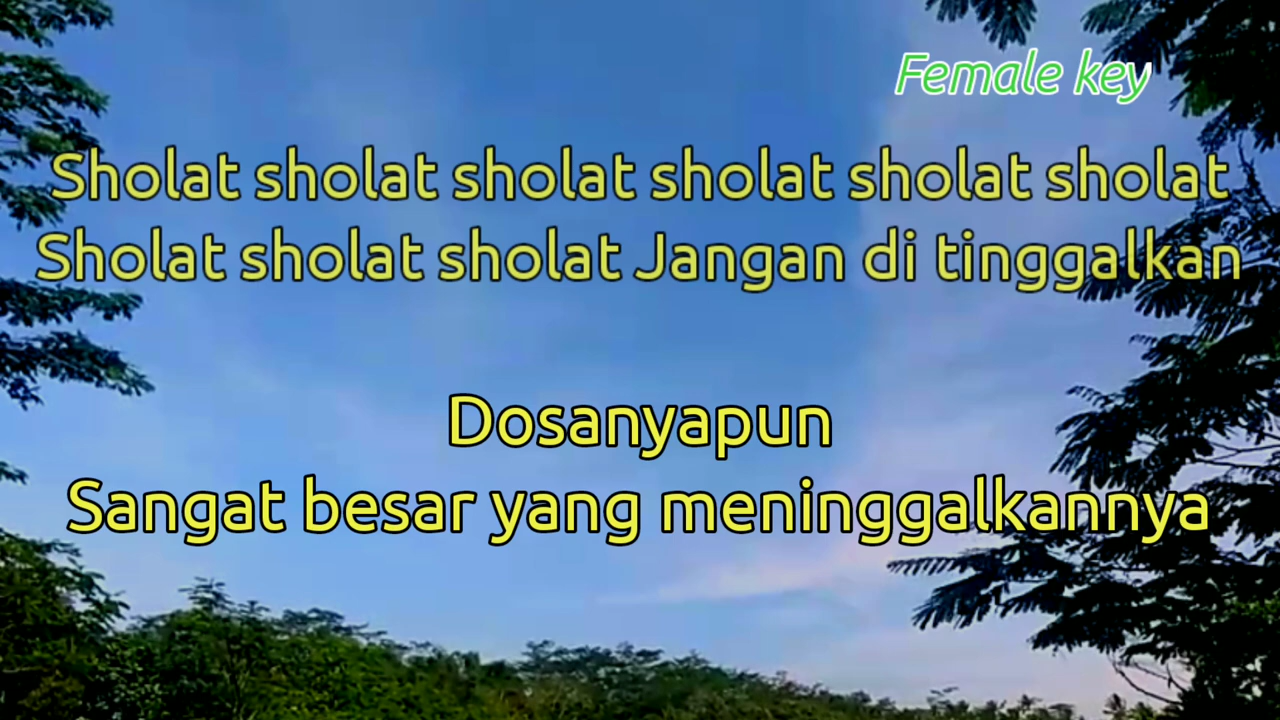 Female key
Sholat sholat sholat sholat sholat sholat
Sholat sholat sholat Jangan di tinggalkan
Dosanyapun
Sangat besar yang meninggalkannya